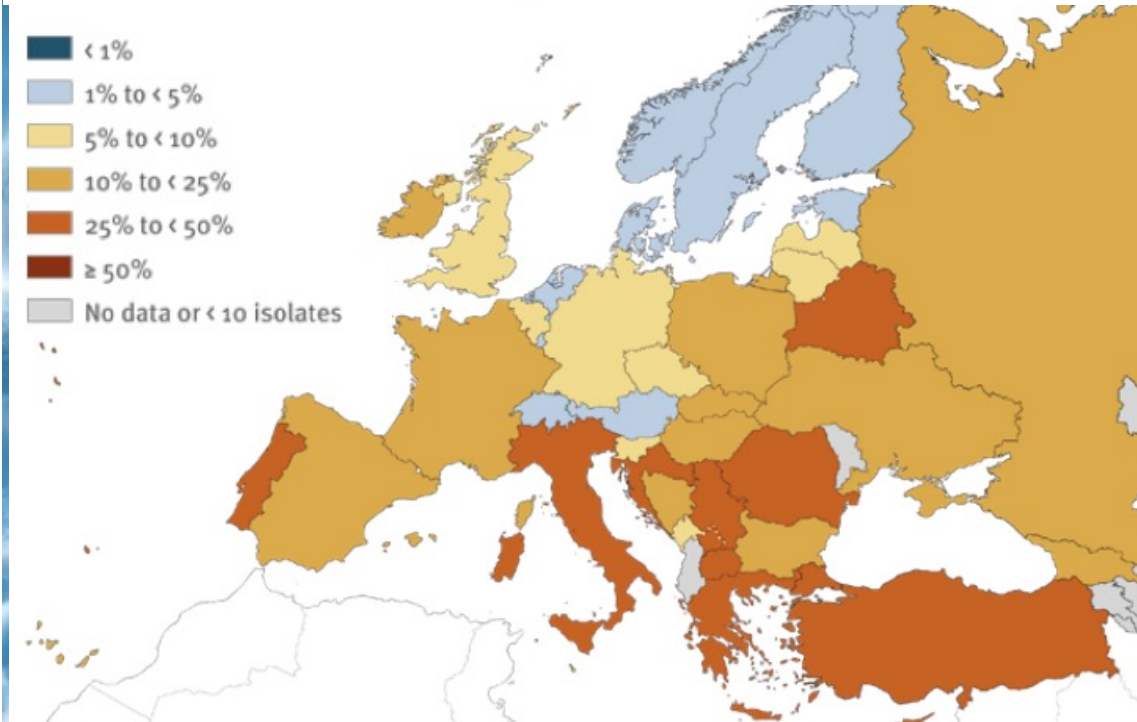 < 1%
1% to < 5%
5% to < 10%
10% to < 25%
25% to < 50%
≥ 50%
No data or < 10 isolates